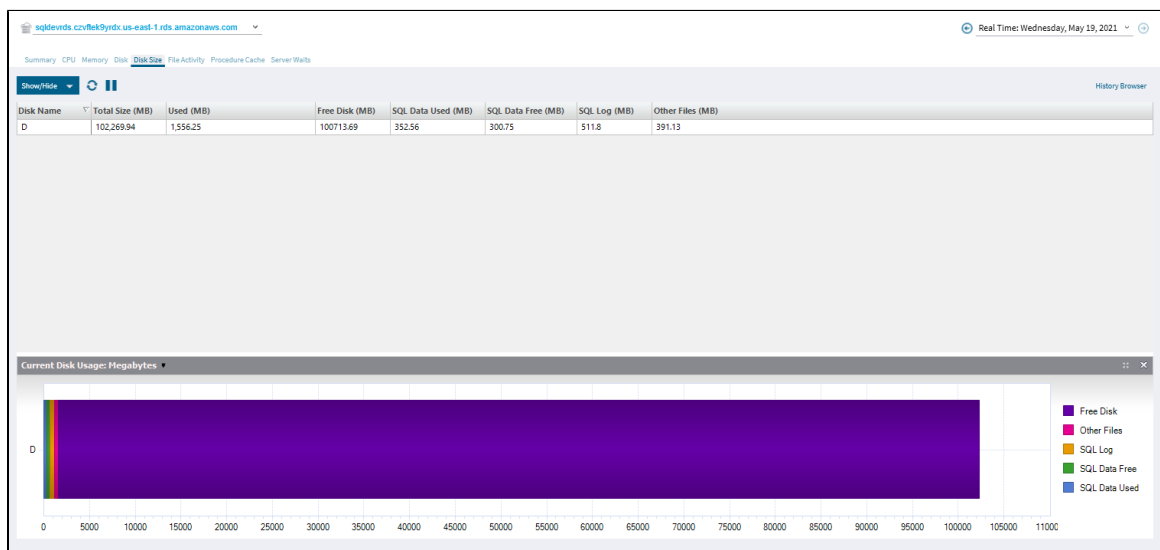 sqldevrds.czvflek9yrdx.us-east-1.rds.amazonaws.com
Real Time: Wednesday, May 19, 2021
Summary CPU Memory Disk Disk Size File Activity Procedure Cache Server Waits
Show/Hide
History Browser
Disk Name Total Size (MB) Used (MB) Free Disk (MB) SQL Data Used (MB) SQL Data Free (MB) SQL Log (MB) Other Files (MB)
D 102,269.94 1,556.25 100713.69 352.56 300.75 511.8 391.13
Current Disk Usage: Megabytes
Free Disk
Other Files
D
SQL Log
SQL Data Free
SQL Data Used
0 5000 10000 15000 20000 25000 30000 35000 40000 45000 50000 55000 60000 65000 70000 75000 80000 85000 90000 95000 100000 105000 11000